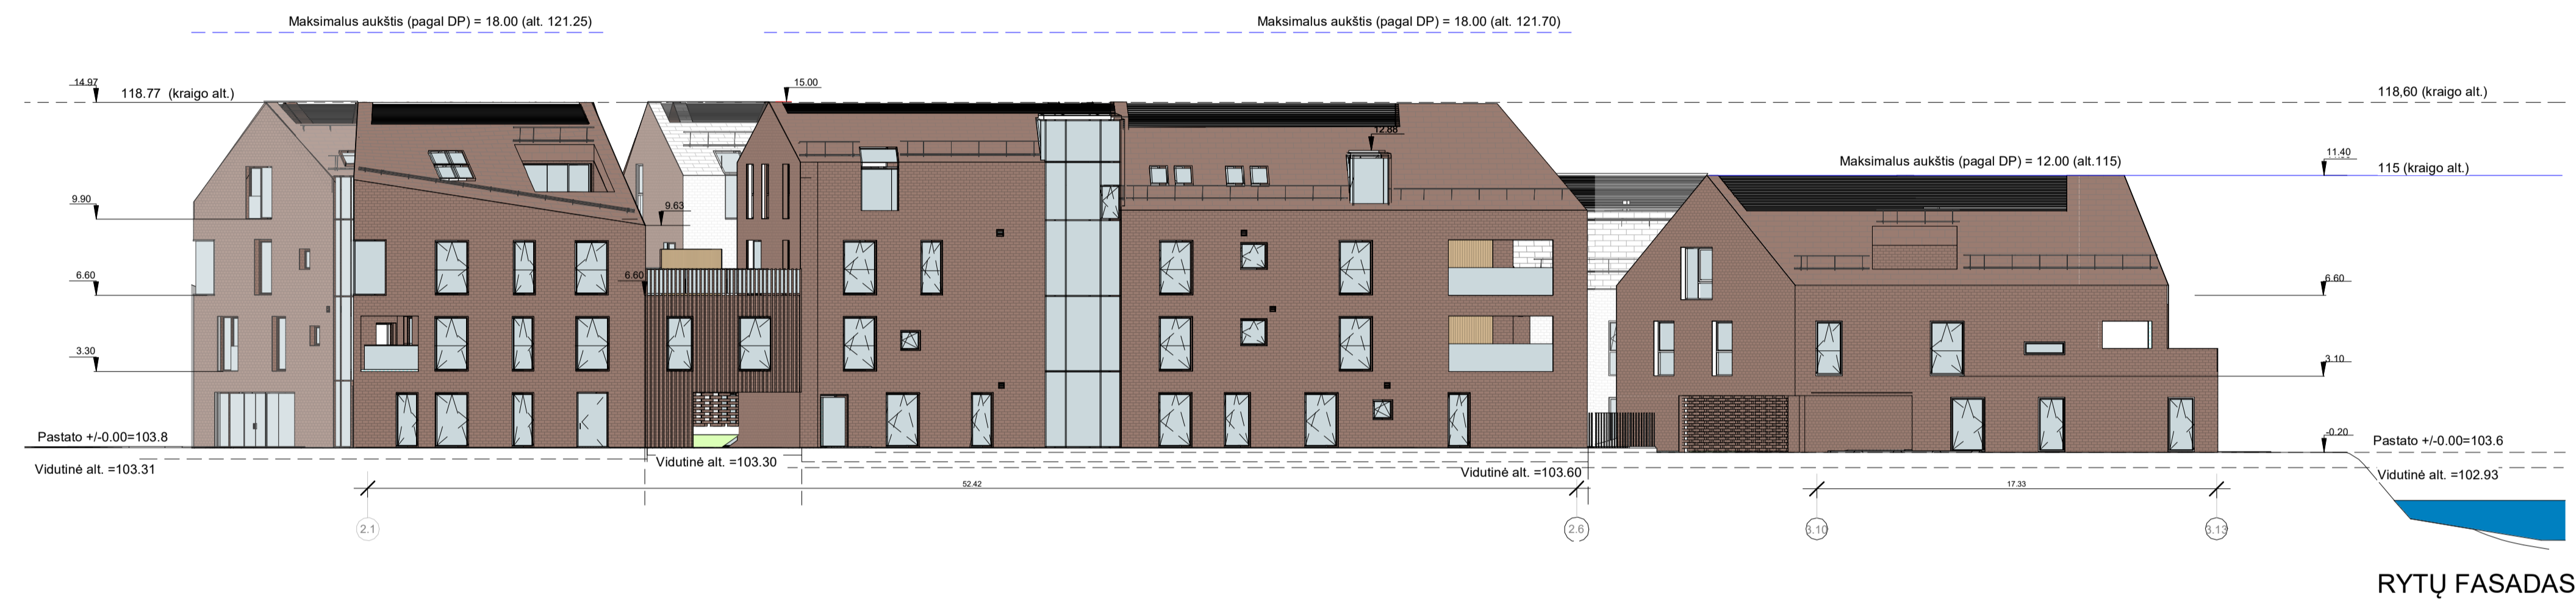 Maksimalus aukštis (pagal DP) = 18.00 (alt. 121.25)
Maksimalus aukštis (pagal DP) = 18.00 (alt. 121.70)
14.97
118.77 (kraigo alt.)
15.00
118,60 (kraigo alt.)
12.88
Maksimalus aukštis (pagal DP) = 12.00 (alt.115)
11.40
115 (kraigo alt.)
9.90
9.63
6.60
6.60
6.60
3.30
3.10
Pastato +/-0.00=103.8
-0.20
Pastato +/-0.00=103.6
Vidutinė alt. =103.31
Vidutinė alt. =103.30
Vidutinė alt. =103.60
Vidutinė alt. =102.93
52.42
17.33
2.1
2.6
3.10
3.13
RYTŲ FASADAS